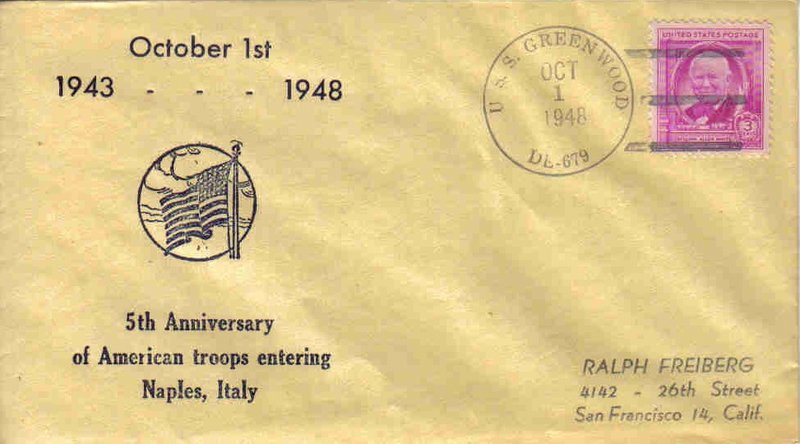 October 1st
1943 - - - 1948
5th Anniversary
of American troops entering
Naples, Italy
U. S. S. GREENWOOD
OCT
1
1948
DE-679
UNITED STATES POSTAGE
3
RALPH FREIBERG
4142 - 26th Street
San Francisco 14, Calif.